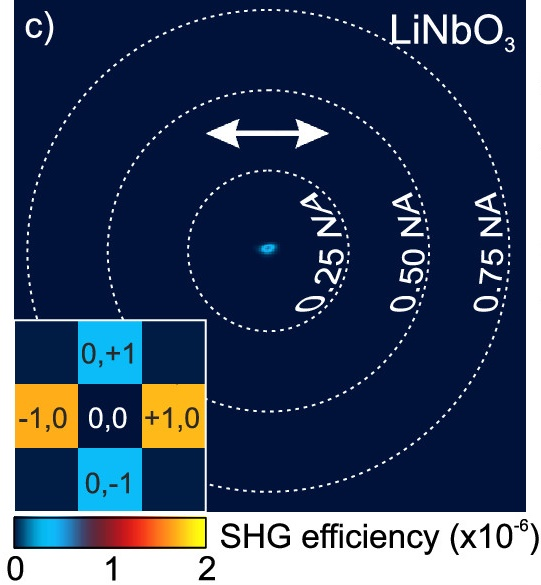 c)
LiNbO₃
0.25 NA
0.50 NA
0.75 NA
0,+1
-1,0
0,0
+1,0
0,-1
SHG efficiency (x10⁻⁶)
0
1
2